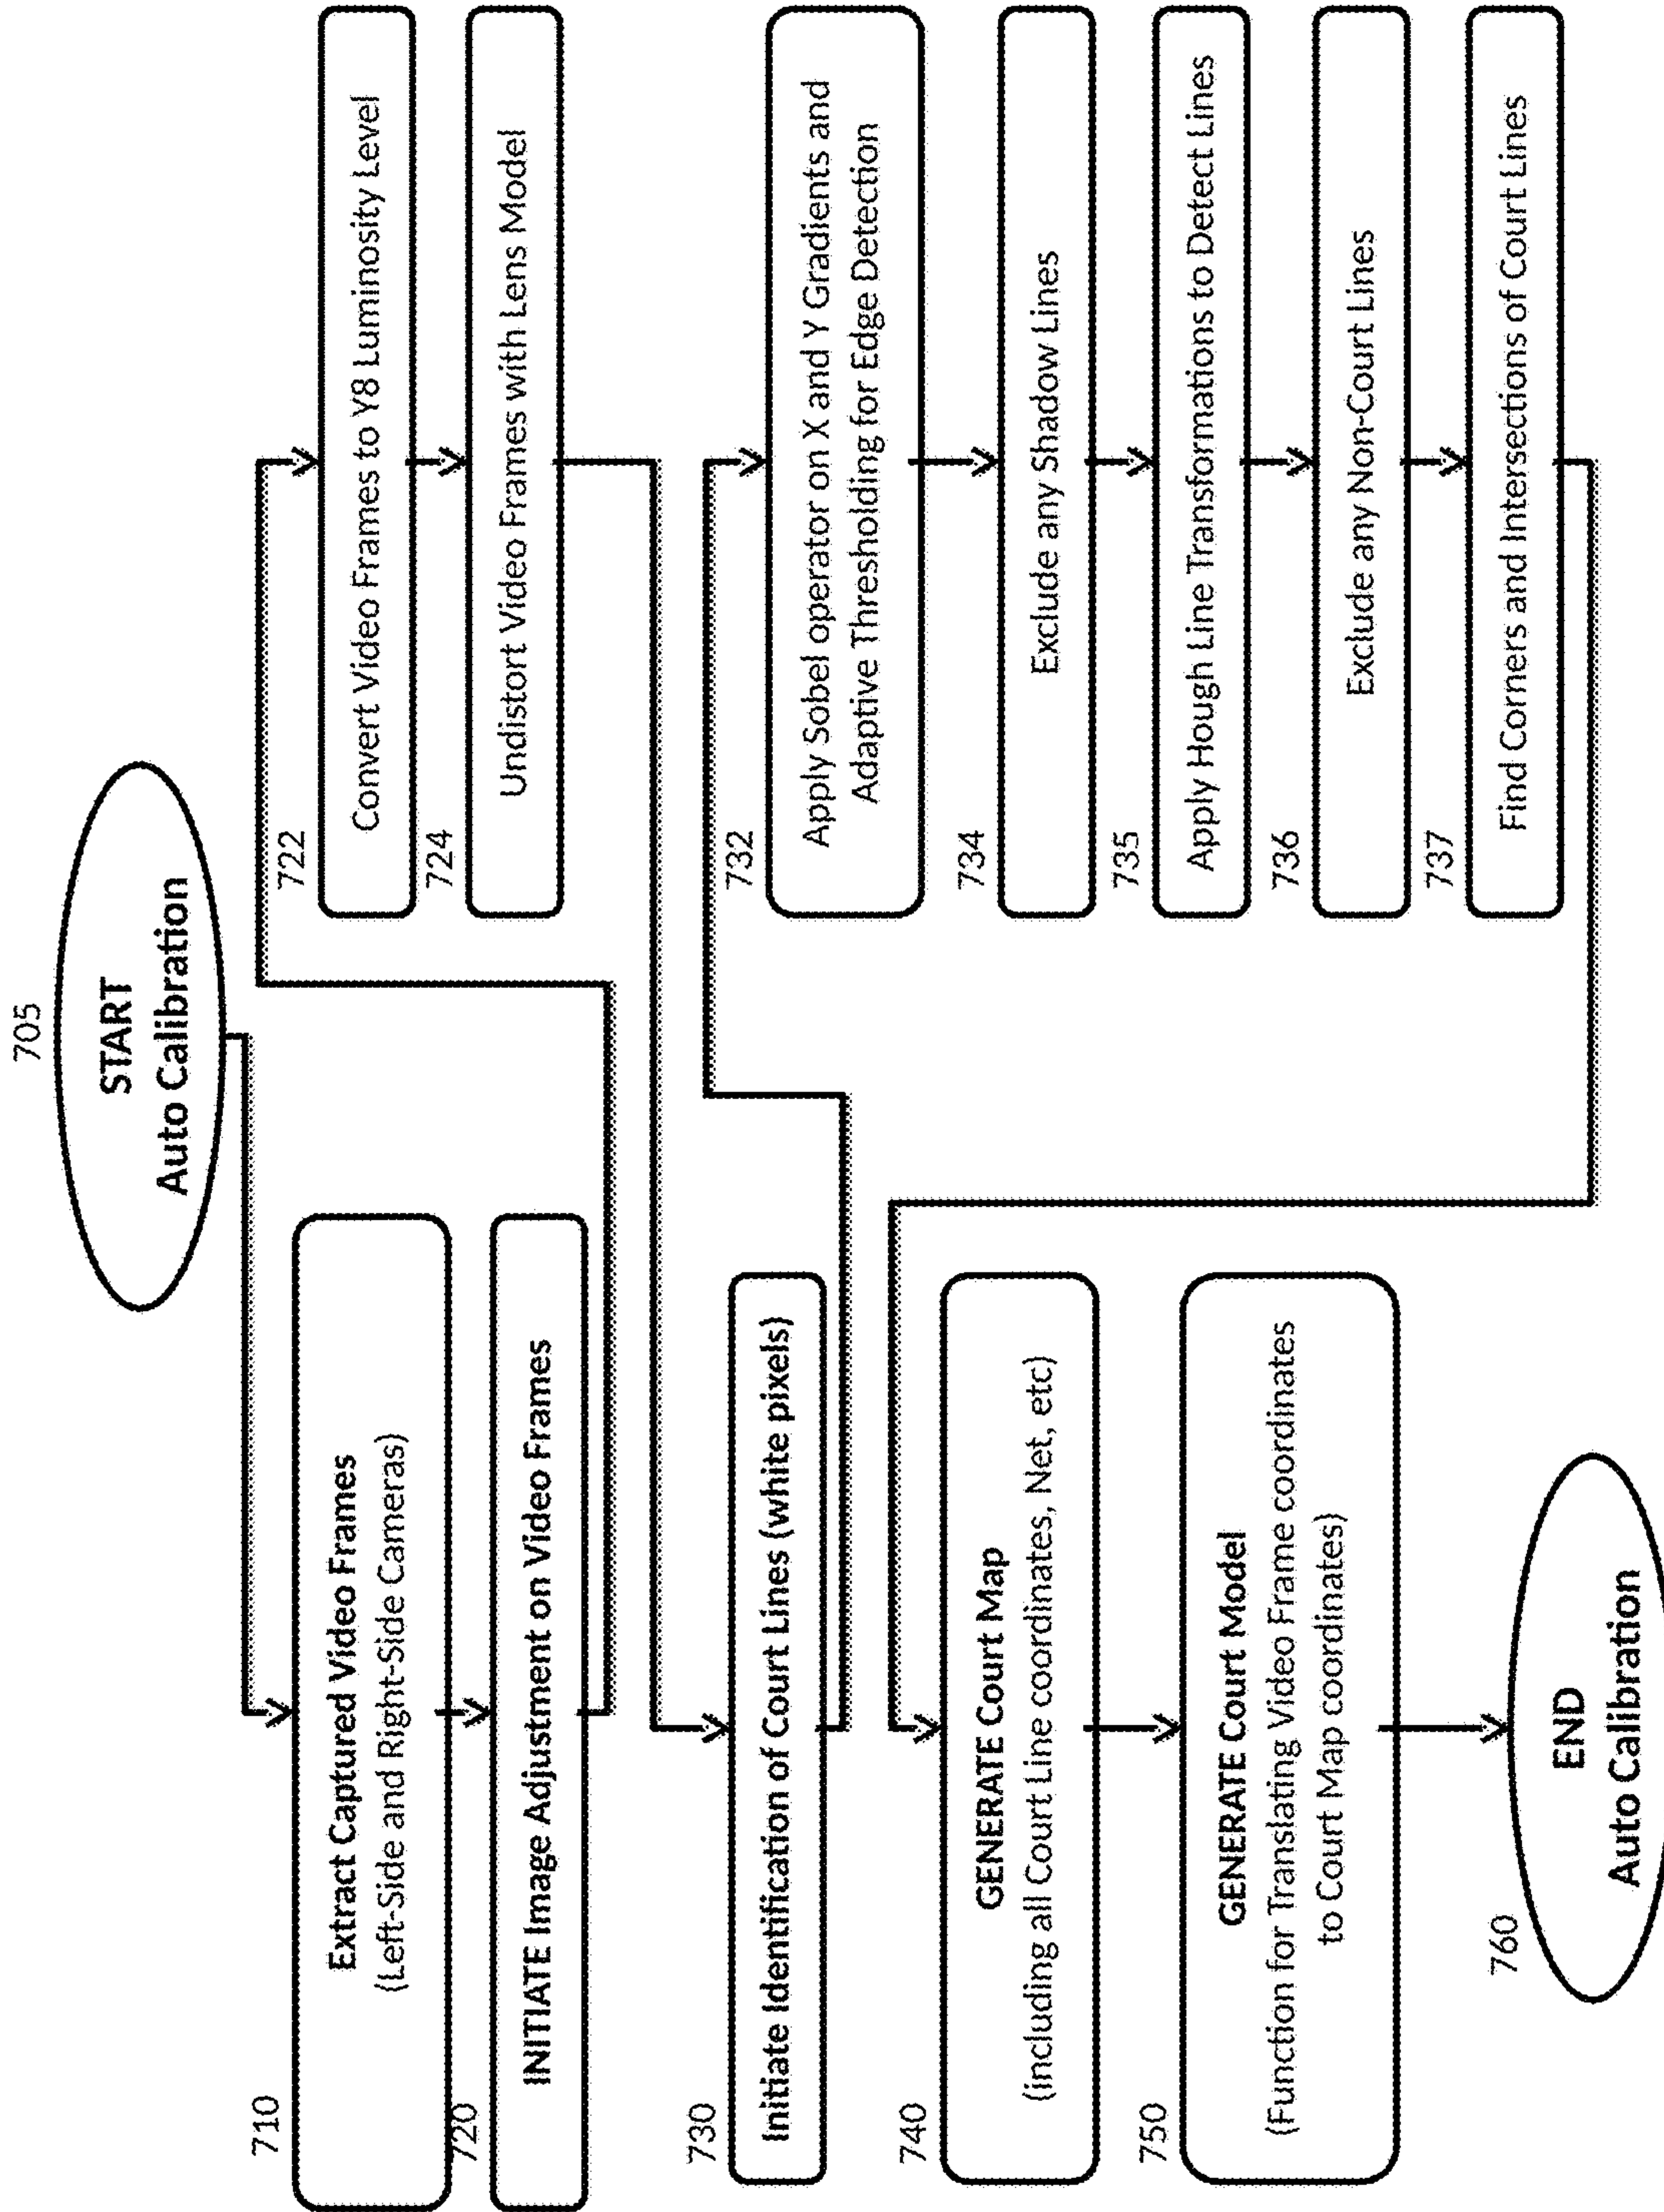 705
START
Auto Calibration
710
Extract Captured Video Frames
(Left-Side and Right-Side Cameras)
720
INITIATE Image Adjustment on Video Frames
722
Convert Video Frames to Y8 Luminosity Level
724
Undistort Video Frames with Lens Model
730
Initiate Identification of Court Lines (white pixels)
732
Apply Sobel operator on X and Y Gradients and
Adaptive Thresholding for Edge Detection
734
Exclude any Shadow Lines
735
Apply Hough Line Transformations to Detect Lines
736
Exclude any Non-Court Lines
737
Find Corners and Intersections of Court Lines
740
GENERATE Court Map
(including all Court Line coordinates, Net, etc)
750
GENERATE Court Model
(Function for Translating Video Frame coordinates
to Court Map coordinates)
760
END
Auto Calibration